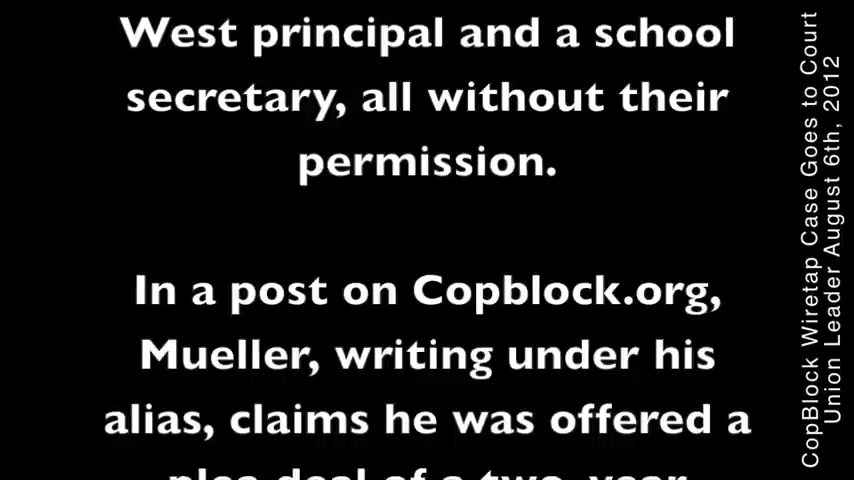 West principal and a school
secretary, all without their
permission.
In a post on Copblock.org,
Mueller, writing under his
alias, claims he was offered a
plea deal of a two-year
CopBlock Wiretap Case Goes to Court
Union Leader August 6th, 2012